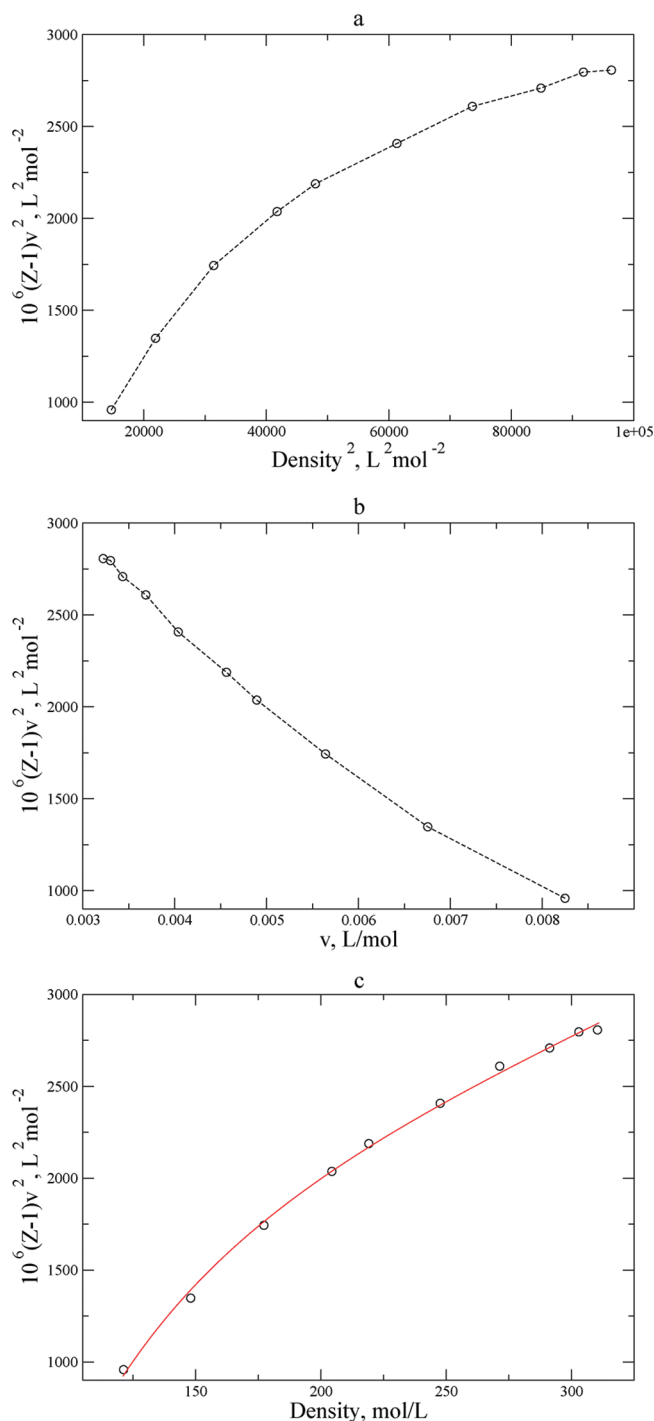 a
3000
2500
2000
1500
1000
10⁶(Z-1)v², L²mol⁻²
20000 40000 60000 80000 1e+05
Density², L²mol⁻²
b
3000
2500
2000
1500
1000
10⁶(Z-1)v², L²mol⁻²
0.003 0.004 0.005 0.006 0.007 0.008
v, L/mol
c
3000
2500
2000
1500
1000
10⁶(Z-1)v², L²mol⁻²
150 200 250 300
Density, mol/L